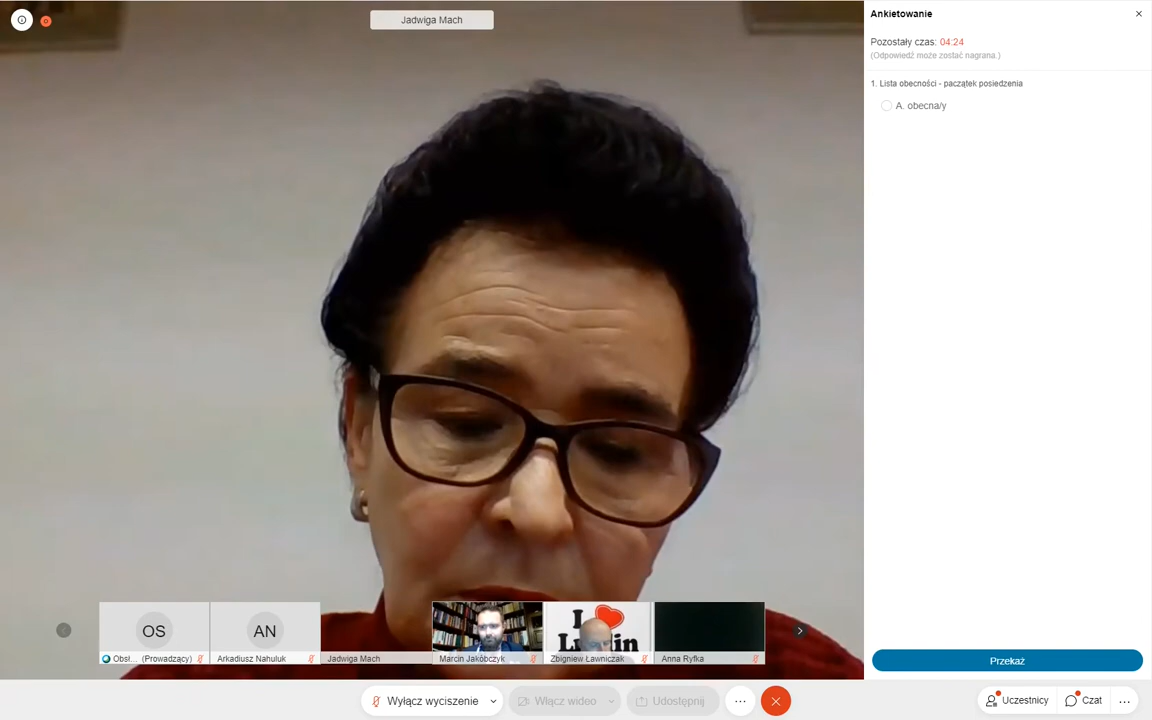 Jadwiga Mach
Ankietowanie
Pozostały czas: 04:24
(Odpowiedź może zostać nagrana.)
1. Lista obecności - paczątek posiedzenia
A. obecna/y
OS
AN
I
Lublin
Obsł... (Prowadzący)
Arkadiusz Nahuluk
Jadwiga Mach
Marcin Jakóbczyk
Zbigniew Ławniczak
Anna Ryfka
Przekaż
Wyłącz wyciszenie
Włącz wideo
Udostępnij
Uczestnicy
Czat